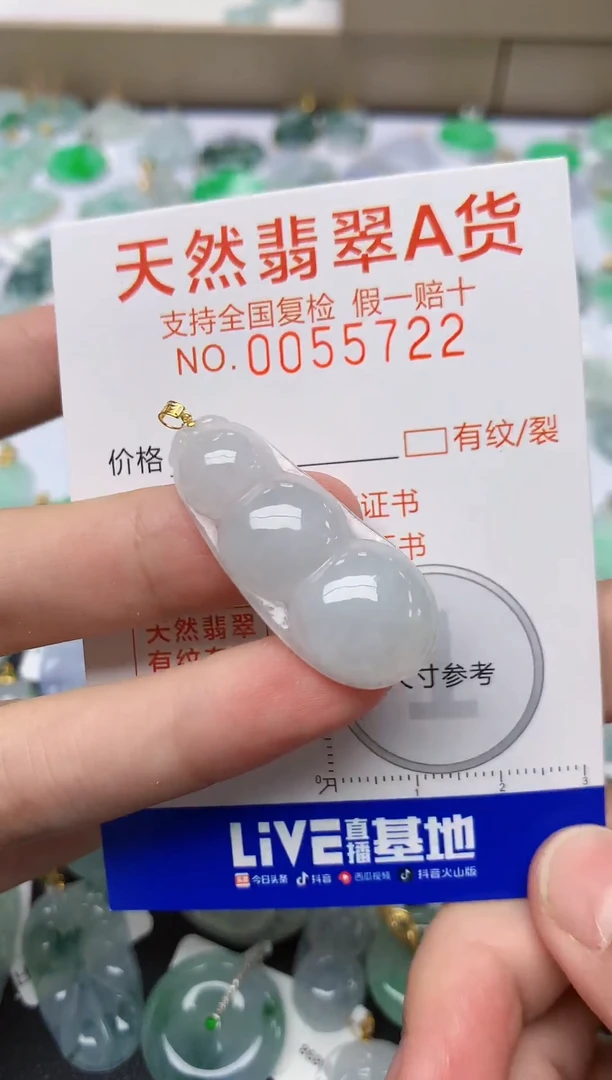 天然翡翠A货
支持全国复检 假一赔十
NO.0055722
价格
有纹/裂
证书
书
天然翡翠
有纹
寸参考
1
0
1 2 3
LiVE直播基地
今日头条 抖音 西瓜视频 抖音火山版